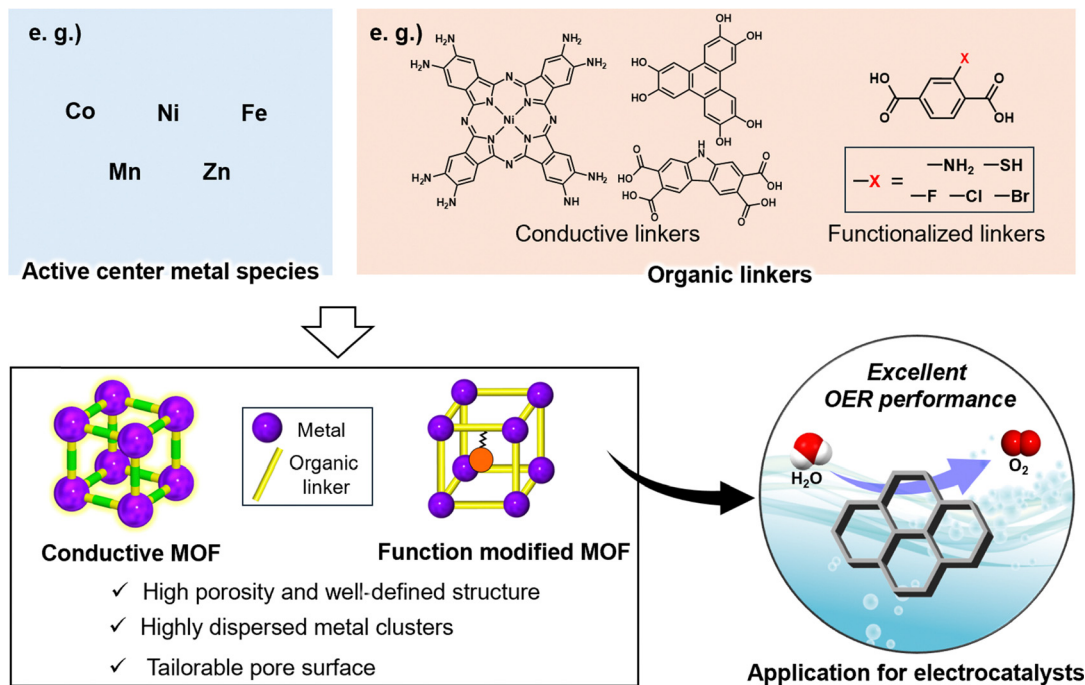 e. g.)
Co Ni Fe
Mn Zn
Active center metal species
e. g.)
H₂N NH₂
H₂N NH₂
N N N
N N
N Ni N
N N
N N N
H₂N NH₂
H₂N NH
OH
OH
HO
HO
OH
OH
H
N
O O
HO OH
HO OH
O O
Conductive linkers
X
HO O
O OH
—X = —NH₂ —SH
—F —Cl —Br
Functionalized linkers
Organic linkers
Metal
Organic
linker
Conductive MOF
Function modified MOF
✓ High porosity and well-defined structure
✓ Highly dispersed metal clusters
✓ Tailorable pore surface
Excellent
OER performance
H₂O
O₂
Application for electrocatalysts